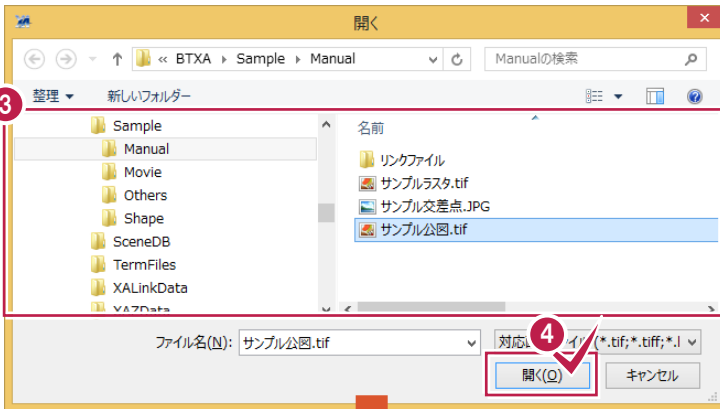 開く
« BTXA ▸ Sample ▸ Manual
Manualの検索
3
整理 ▼ 新しいフォルダー
Sample
Manual
Movie
Others
Shape
SceneDB
TermFiles
XALinkData
XAZData
名前
リンクファイル
サンプルラスタ.tif
サンプル交差点.JPG
サンプル公図.tif
ファイル名(N): サンプル公図.tif
(*.tif;*.tiff;*.l
4
開く(O) キャンセル